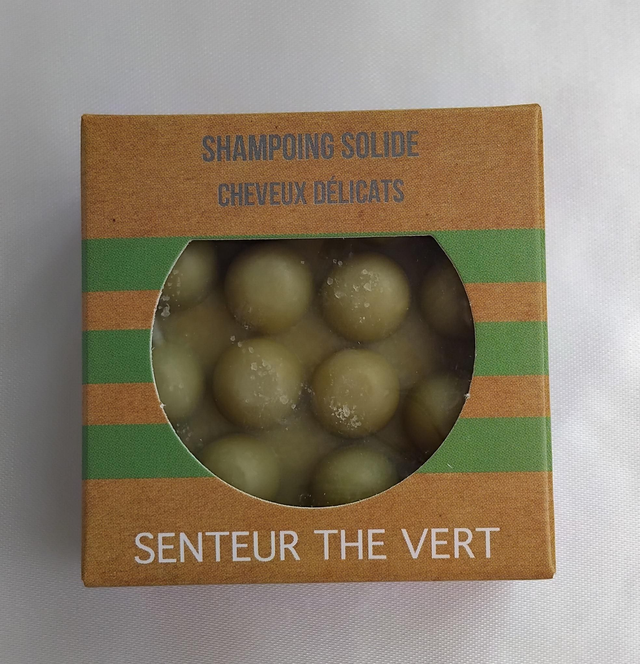 SHAMPOING SOLIDE
CHEVEUX DÉLICATS
SENTEUR THE VERT